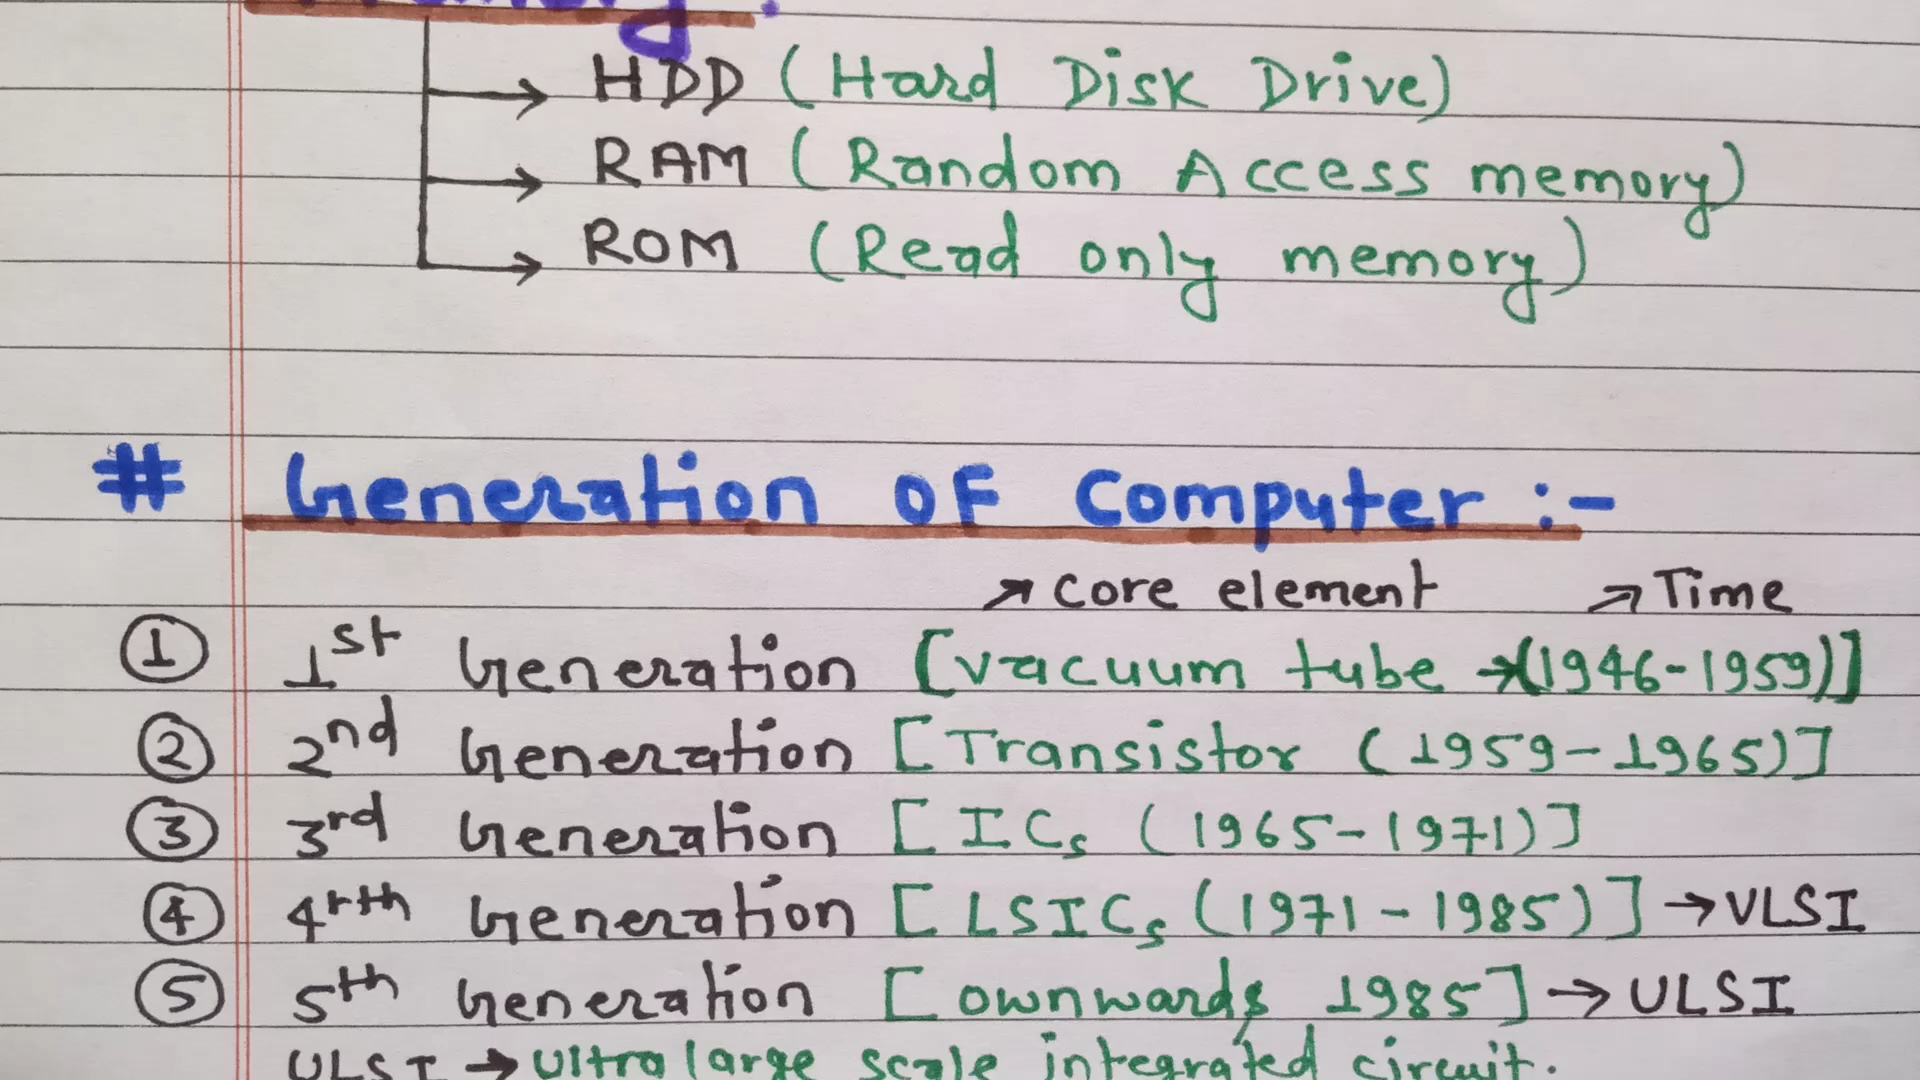 → HDD (Hard Disk Drive)
→ RAM (Random Access memory)
→ ROM (Read only memory)
# Generation OF Computer :-
↗ core element ↗ Time
① 1st Generation [vacuum tube →(1946-1959)]
② 2nd Generation [Transistor (1959-1965)]
③ 3rd Generation [ICs (1965-1971)]
④ 4rth Generation [LSICs (1971-1985)] → VLSI
⑤ 5th Generation [ownwards 1985] → ULSI
ULSI → Ultra large scale integrated circuit.